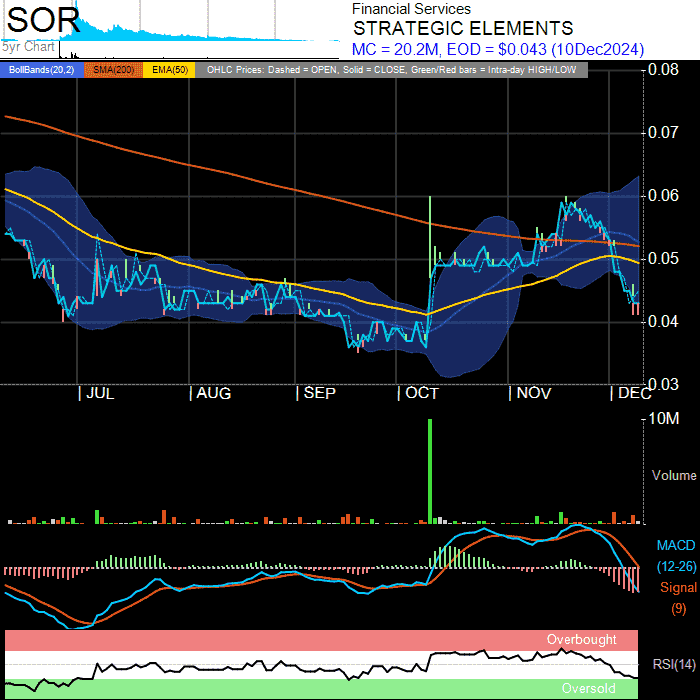 SOR
5yr Chart
Financial Services
STRATEGIC ELEMENTS
MC = 20.2M, EOD = $0.043 (10Dec2024)
BollBands(20,2) SMA(200) EMA(50) OHLC Prices: Dashed = OPEN, Solid = CLOSE, Green/Red bars = Intra-day HIGH/LOW
0.08
0.07
0.06
0.05
0.04
0.03
JUL AUG SEP OCT NOV DEC
10M
Volume
MACD
(12-26)
Signal
(9)
Overbought
RSI(14)
Oversold